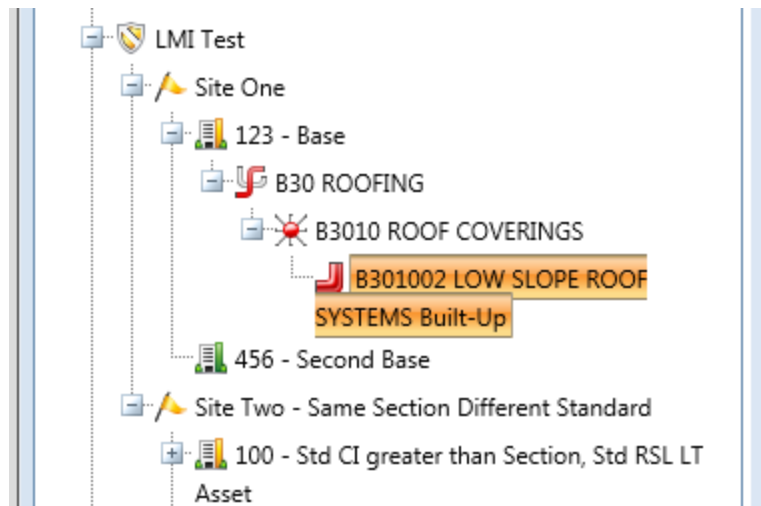 LMI Test
Site One
123 - Base
B30 ROOFING
B3010 ROOF COVERINGS
B301002 LOW SLOPE ROOF
SYSTEMS Built-Up
456 - Second Base
Site Two - Same Section Different Standard
100 - Std CI greater than Section, Std RSL LT
Asset